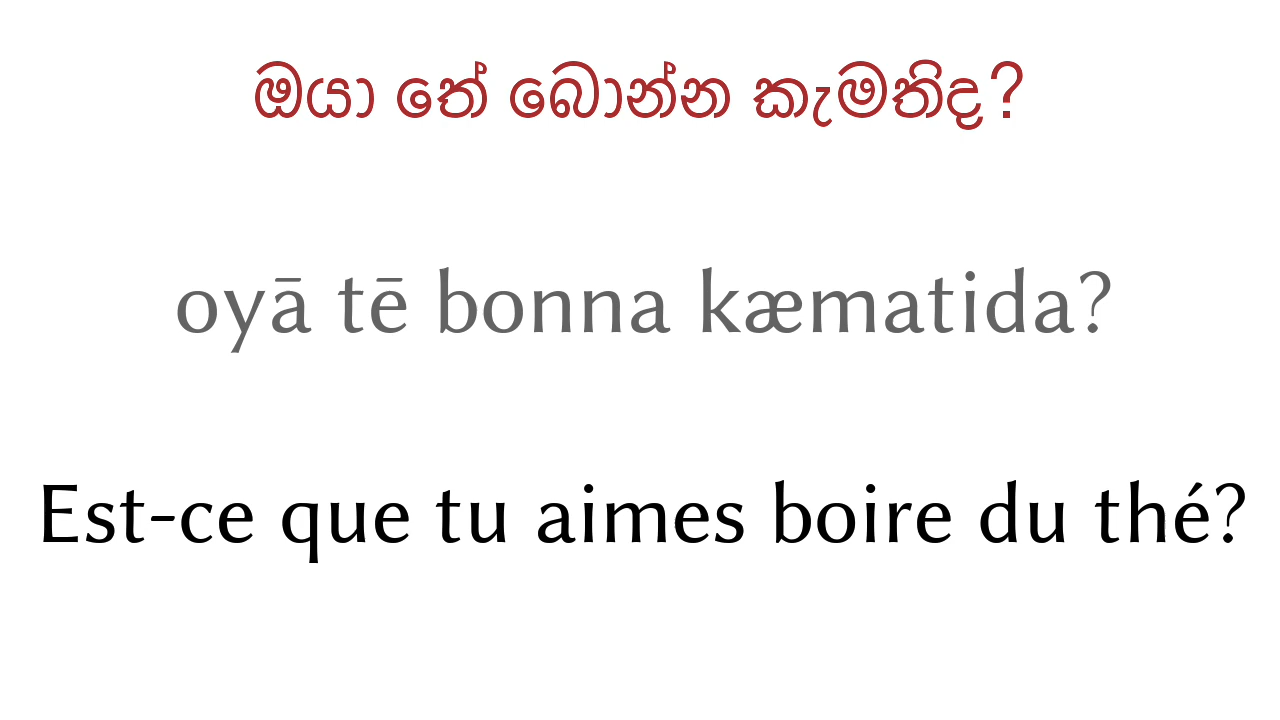 ඔයා තේ බොන්න කැමතිද?
oyā tē bonna kæmatida?
Est-ce que tu aimes boire du thé?